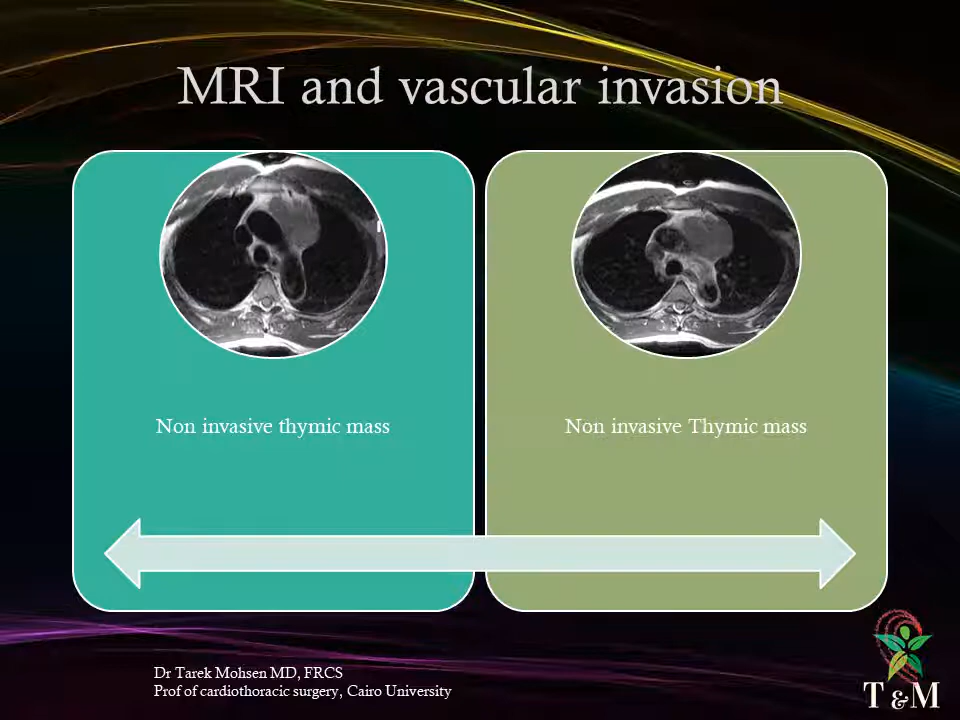 MRI and vascular invasion
Non invasive thymic mass
Non invasive Thymic mass
Dr Tarek Mohsen MD, FRCS
Prof of cardiothoracic surgery, Cairo University
T & M